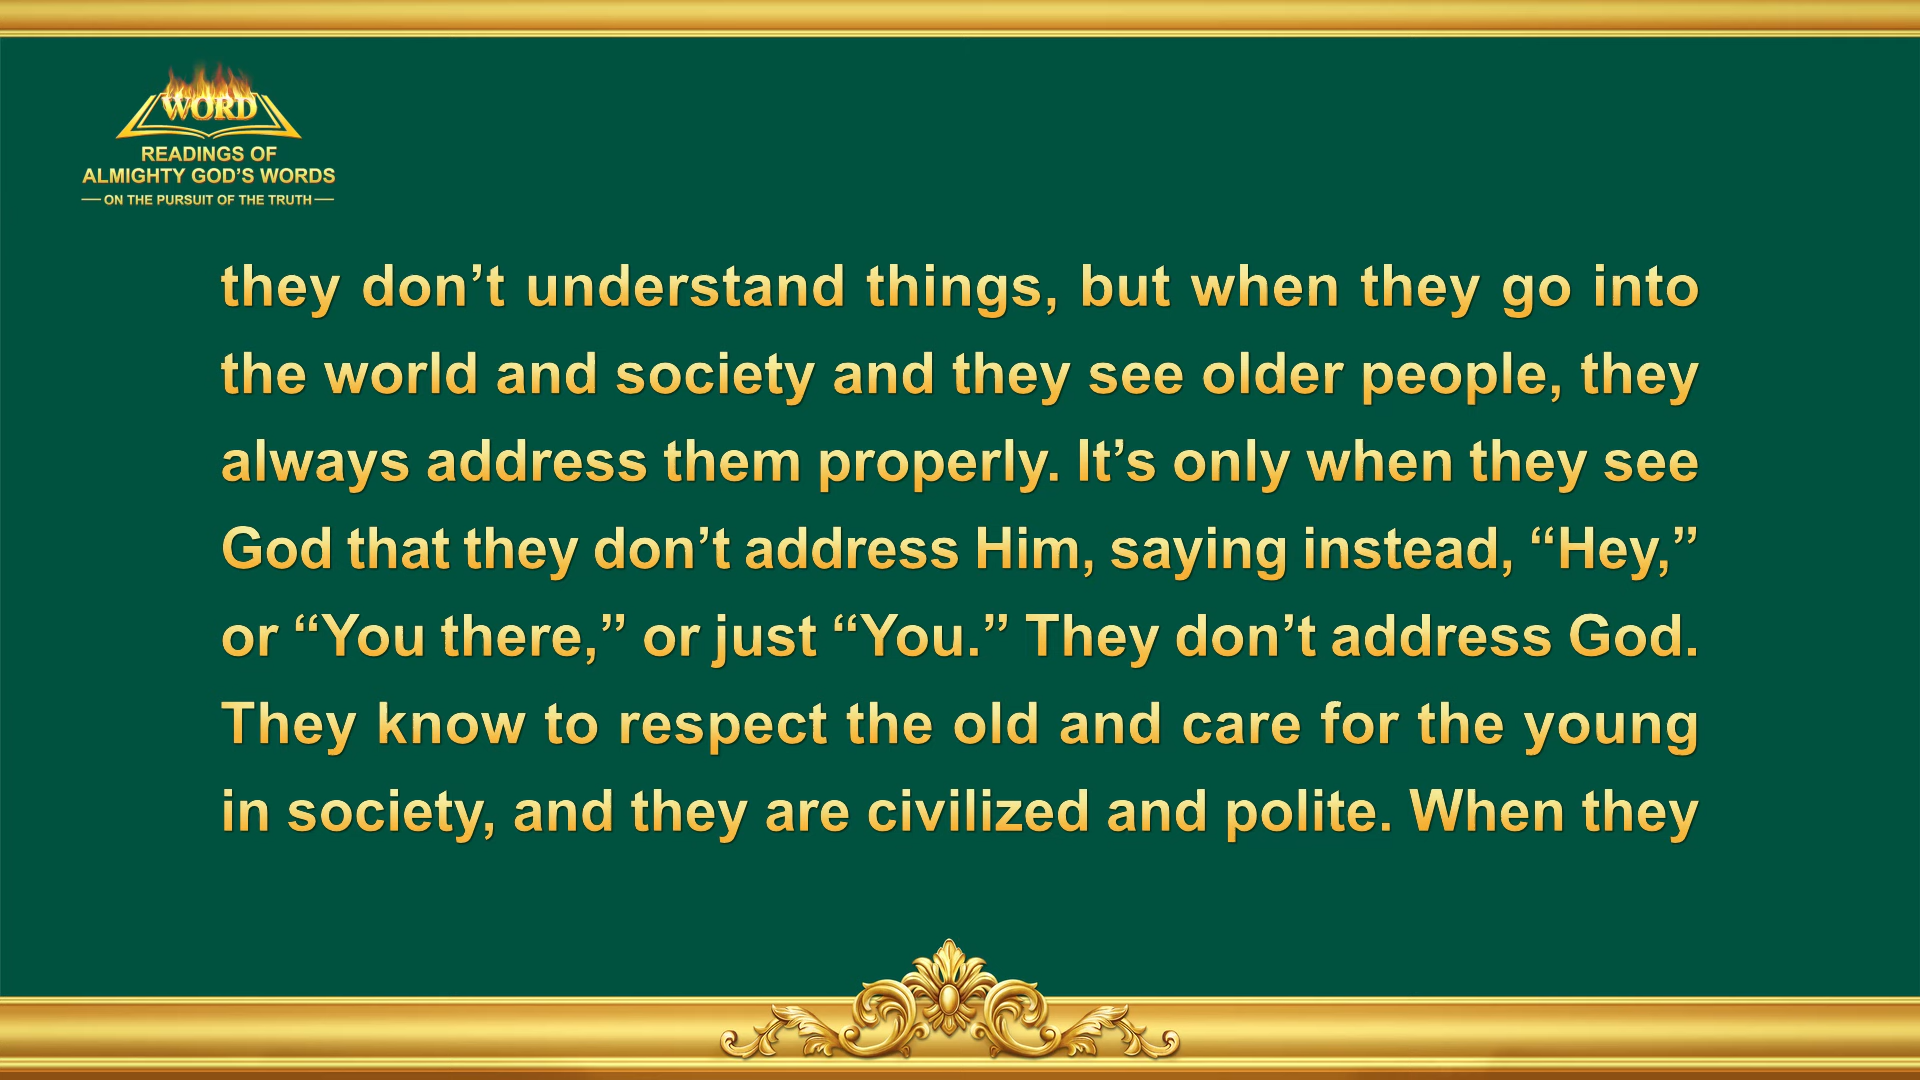 WORD
READINGS OF
ALMIGHTY GOD’S WORDS
— ON THE PURSUIT OF THE TRUTH —
they don’t understand things, but when they go into
the world and society and they see older people, they
always address them properly. It’s only when they see
God that they don’t address Him, saying instead, “Hey,”
or “You there,” or just “You.” They don’t address God.
They know to respect the old and care for the young
in society, and they are civilized and polite. When they